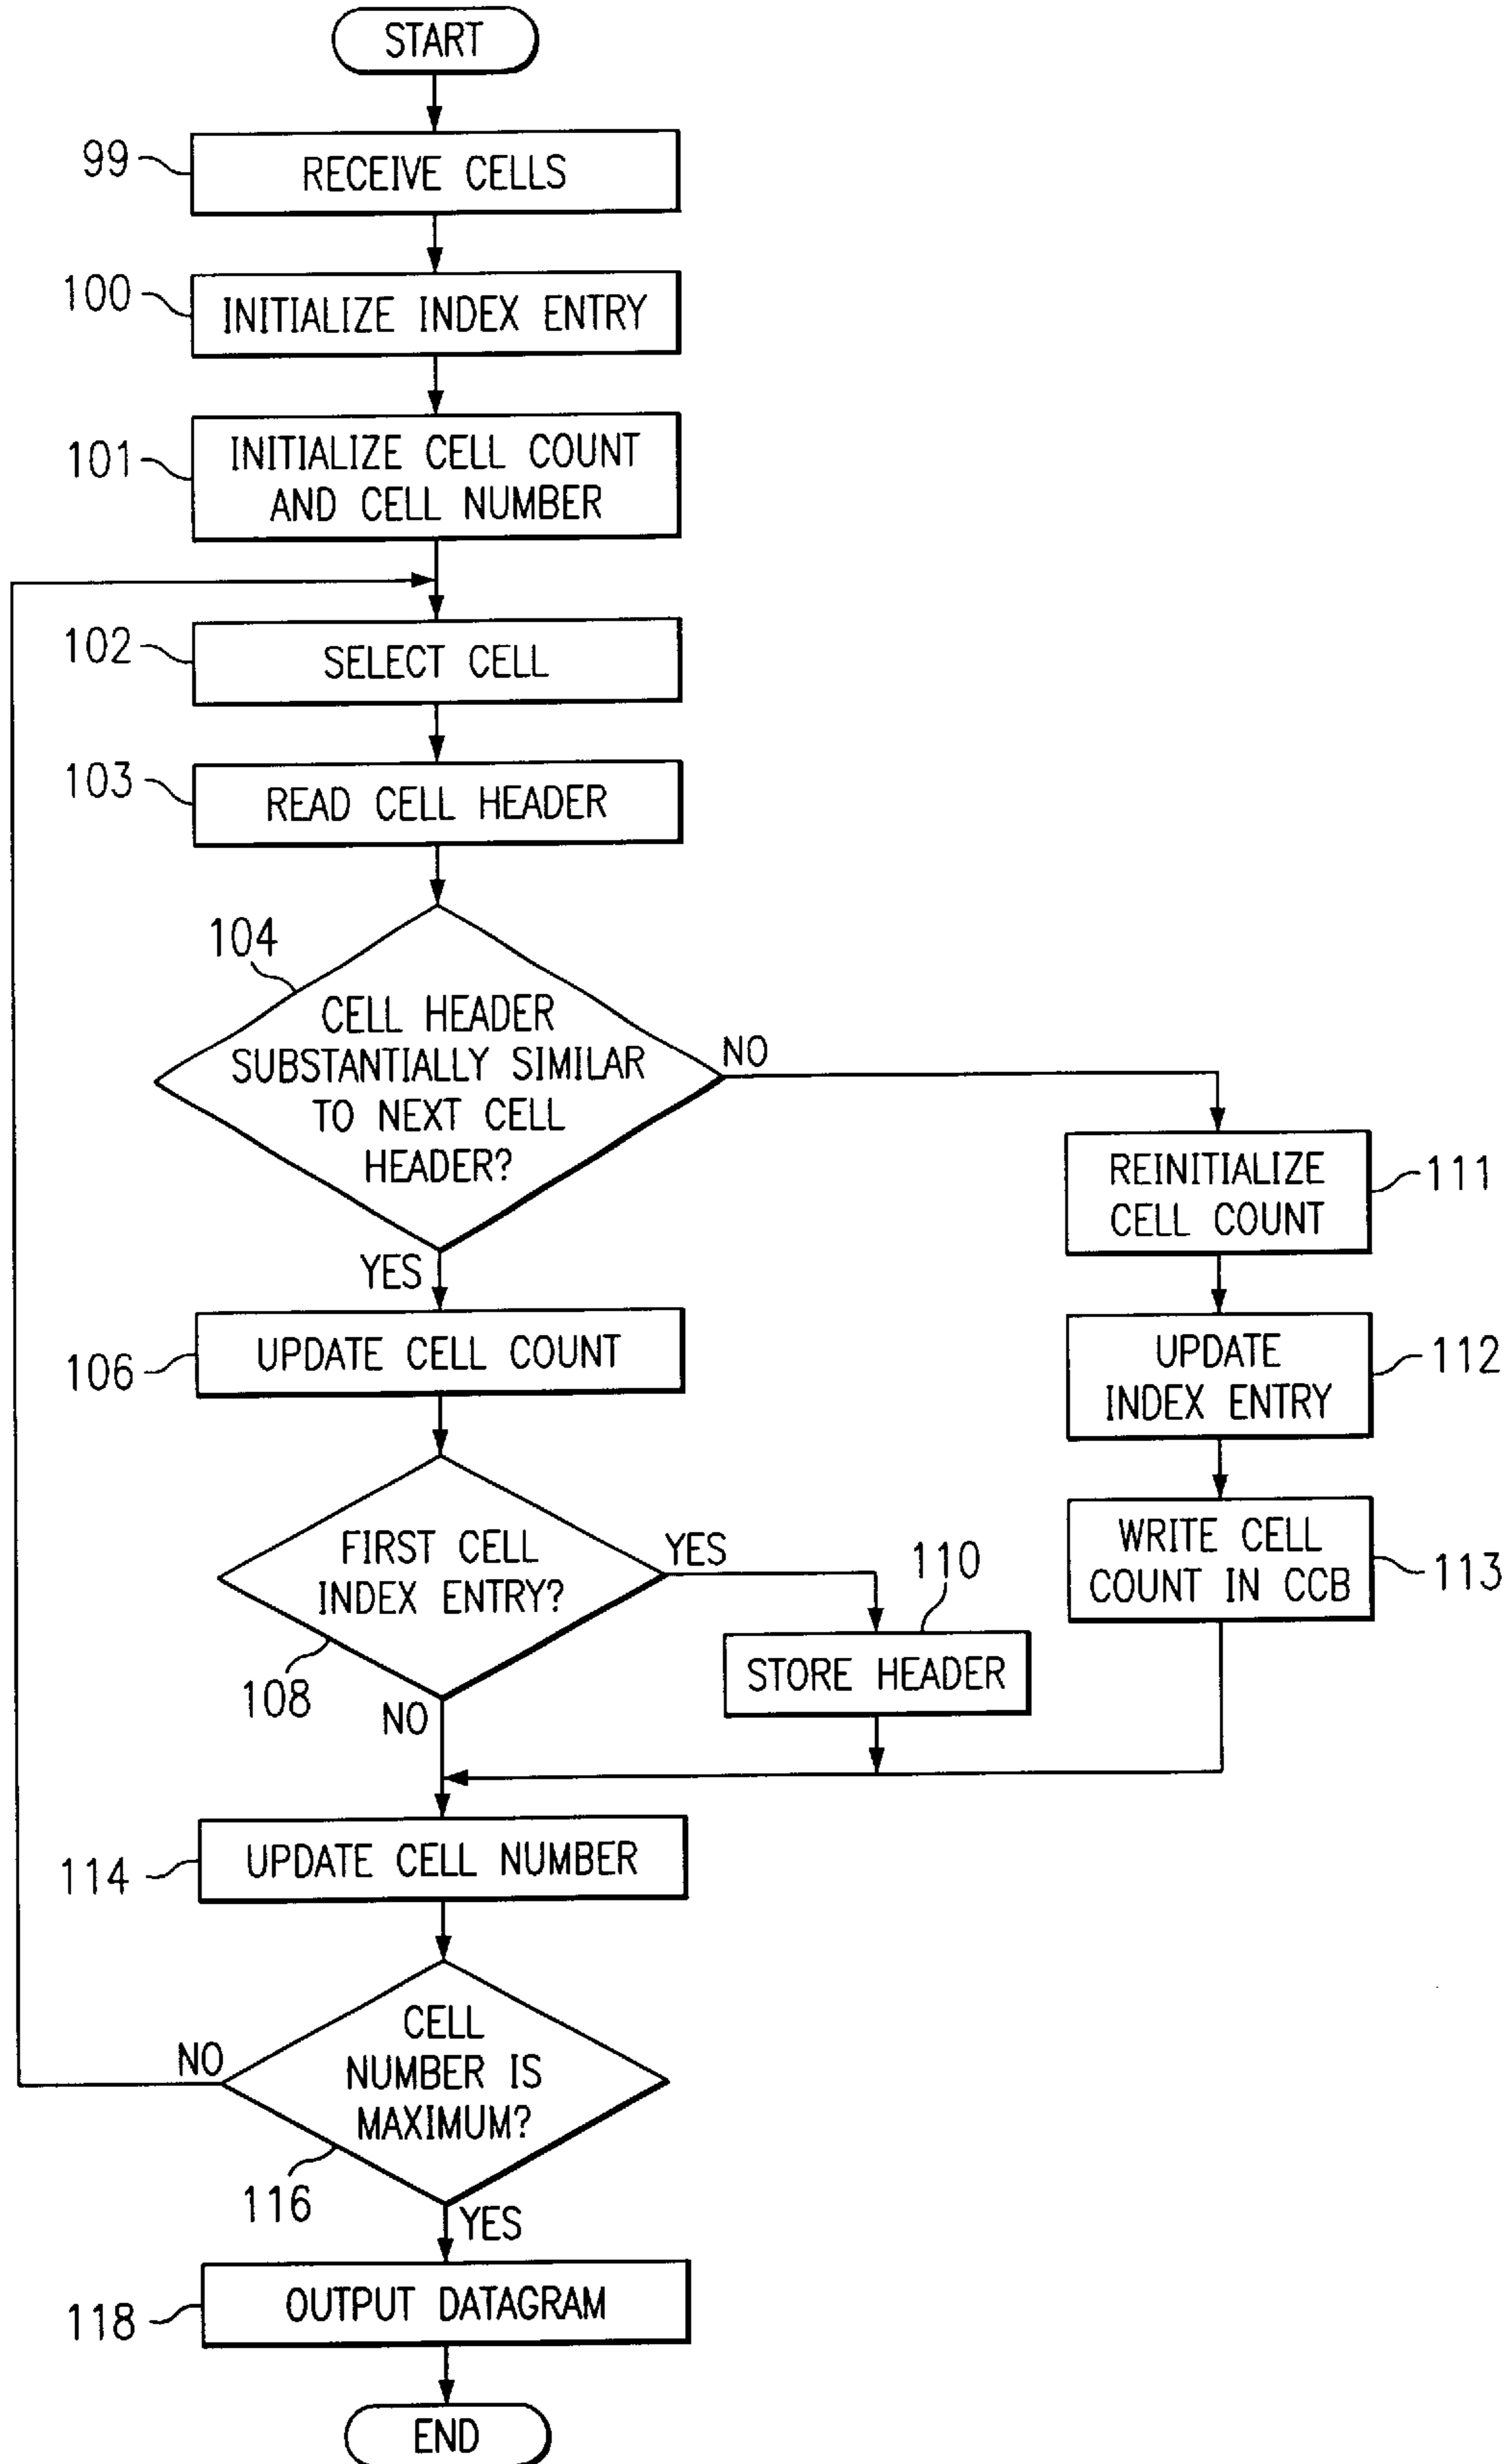 START
99
RECEIVE CELLS
100
INITIALIZE INDEX ENTRY
101
INITIALIZE CELL COUNT
AND CELL NUMBER
102
SELECT CELL
103
READ CELL HEADER
104
CELL HEADER
SUBSTANTIALLY SIMILAR
TO NEXT CELL
HEADER?
NO
YES
REINITIALIZE
CELL COUNT
111
106
UPDATE CELL COUNT
UPDATE
INDEX ENTRY
112
FIRST CELL
INDEX ENTRY?
YES
108
NO
110
STORE HEADER
WRITE CELL
COUNT IN CCB
113
114
UPDATE CELL NUMBER
CELL
NUMBER IS
MAXIMUM?
NO
116
YES
118
OUTPUT DATAGRAM
END